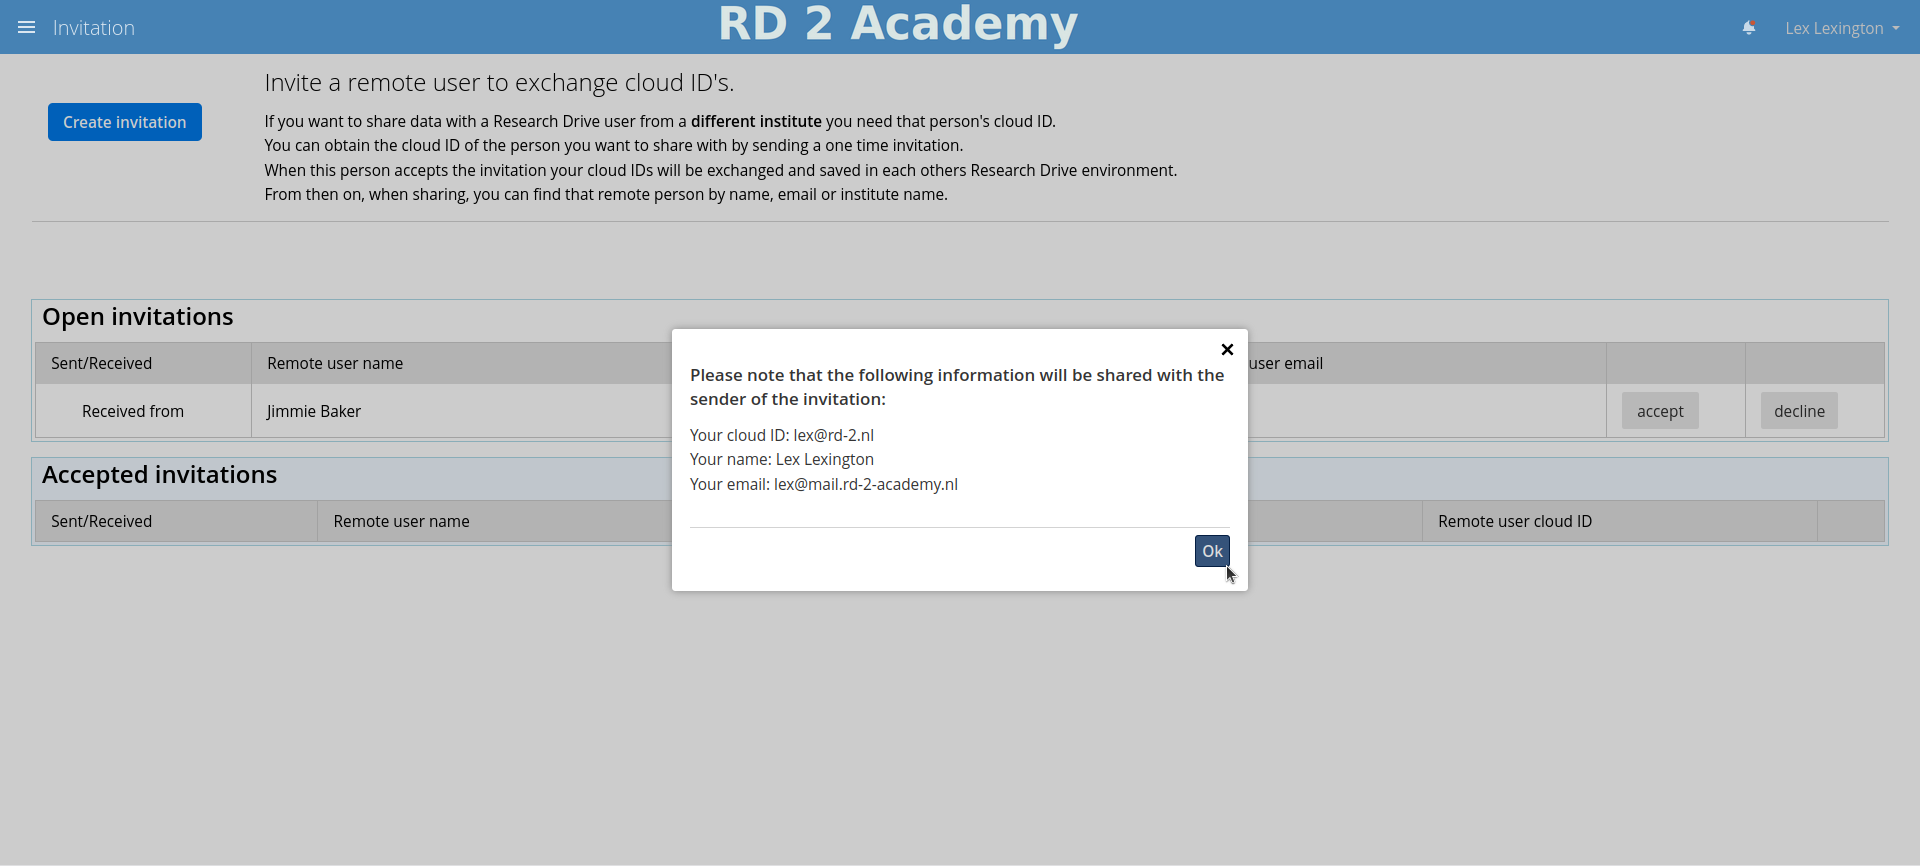 Invitation
RD 2 Academy
Lex Lexington
Create invitation
Invite a remote user to exchange cloud ID's.
If you want to share data with a Research Drive user from a different institute you need that person's cloud ID.
You can obtain the cloud ID of the person you want to share with by sending a one time invitation.
When this person accepts the invitation your cloud IDs will be exchanged and saved in each others Research Drive environment.
From then on, when sharing, you can find that remote person by name, email or institute name.
Open invitations
Sent/Received Remote user name user email
Received from Jimmie Baker accept decline
Accepted invitations
Sent/Received Remote user name Remote user cloud ID
Please note that the following information will be shared with the
sender of the invitation:
Your cloud ID: lex@rd-2.nl
Your name: Lex Lexington
Your email: lex@mail.rd-2-academy.nl
Ok